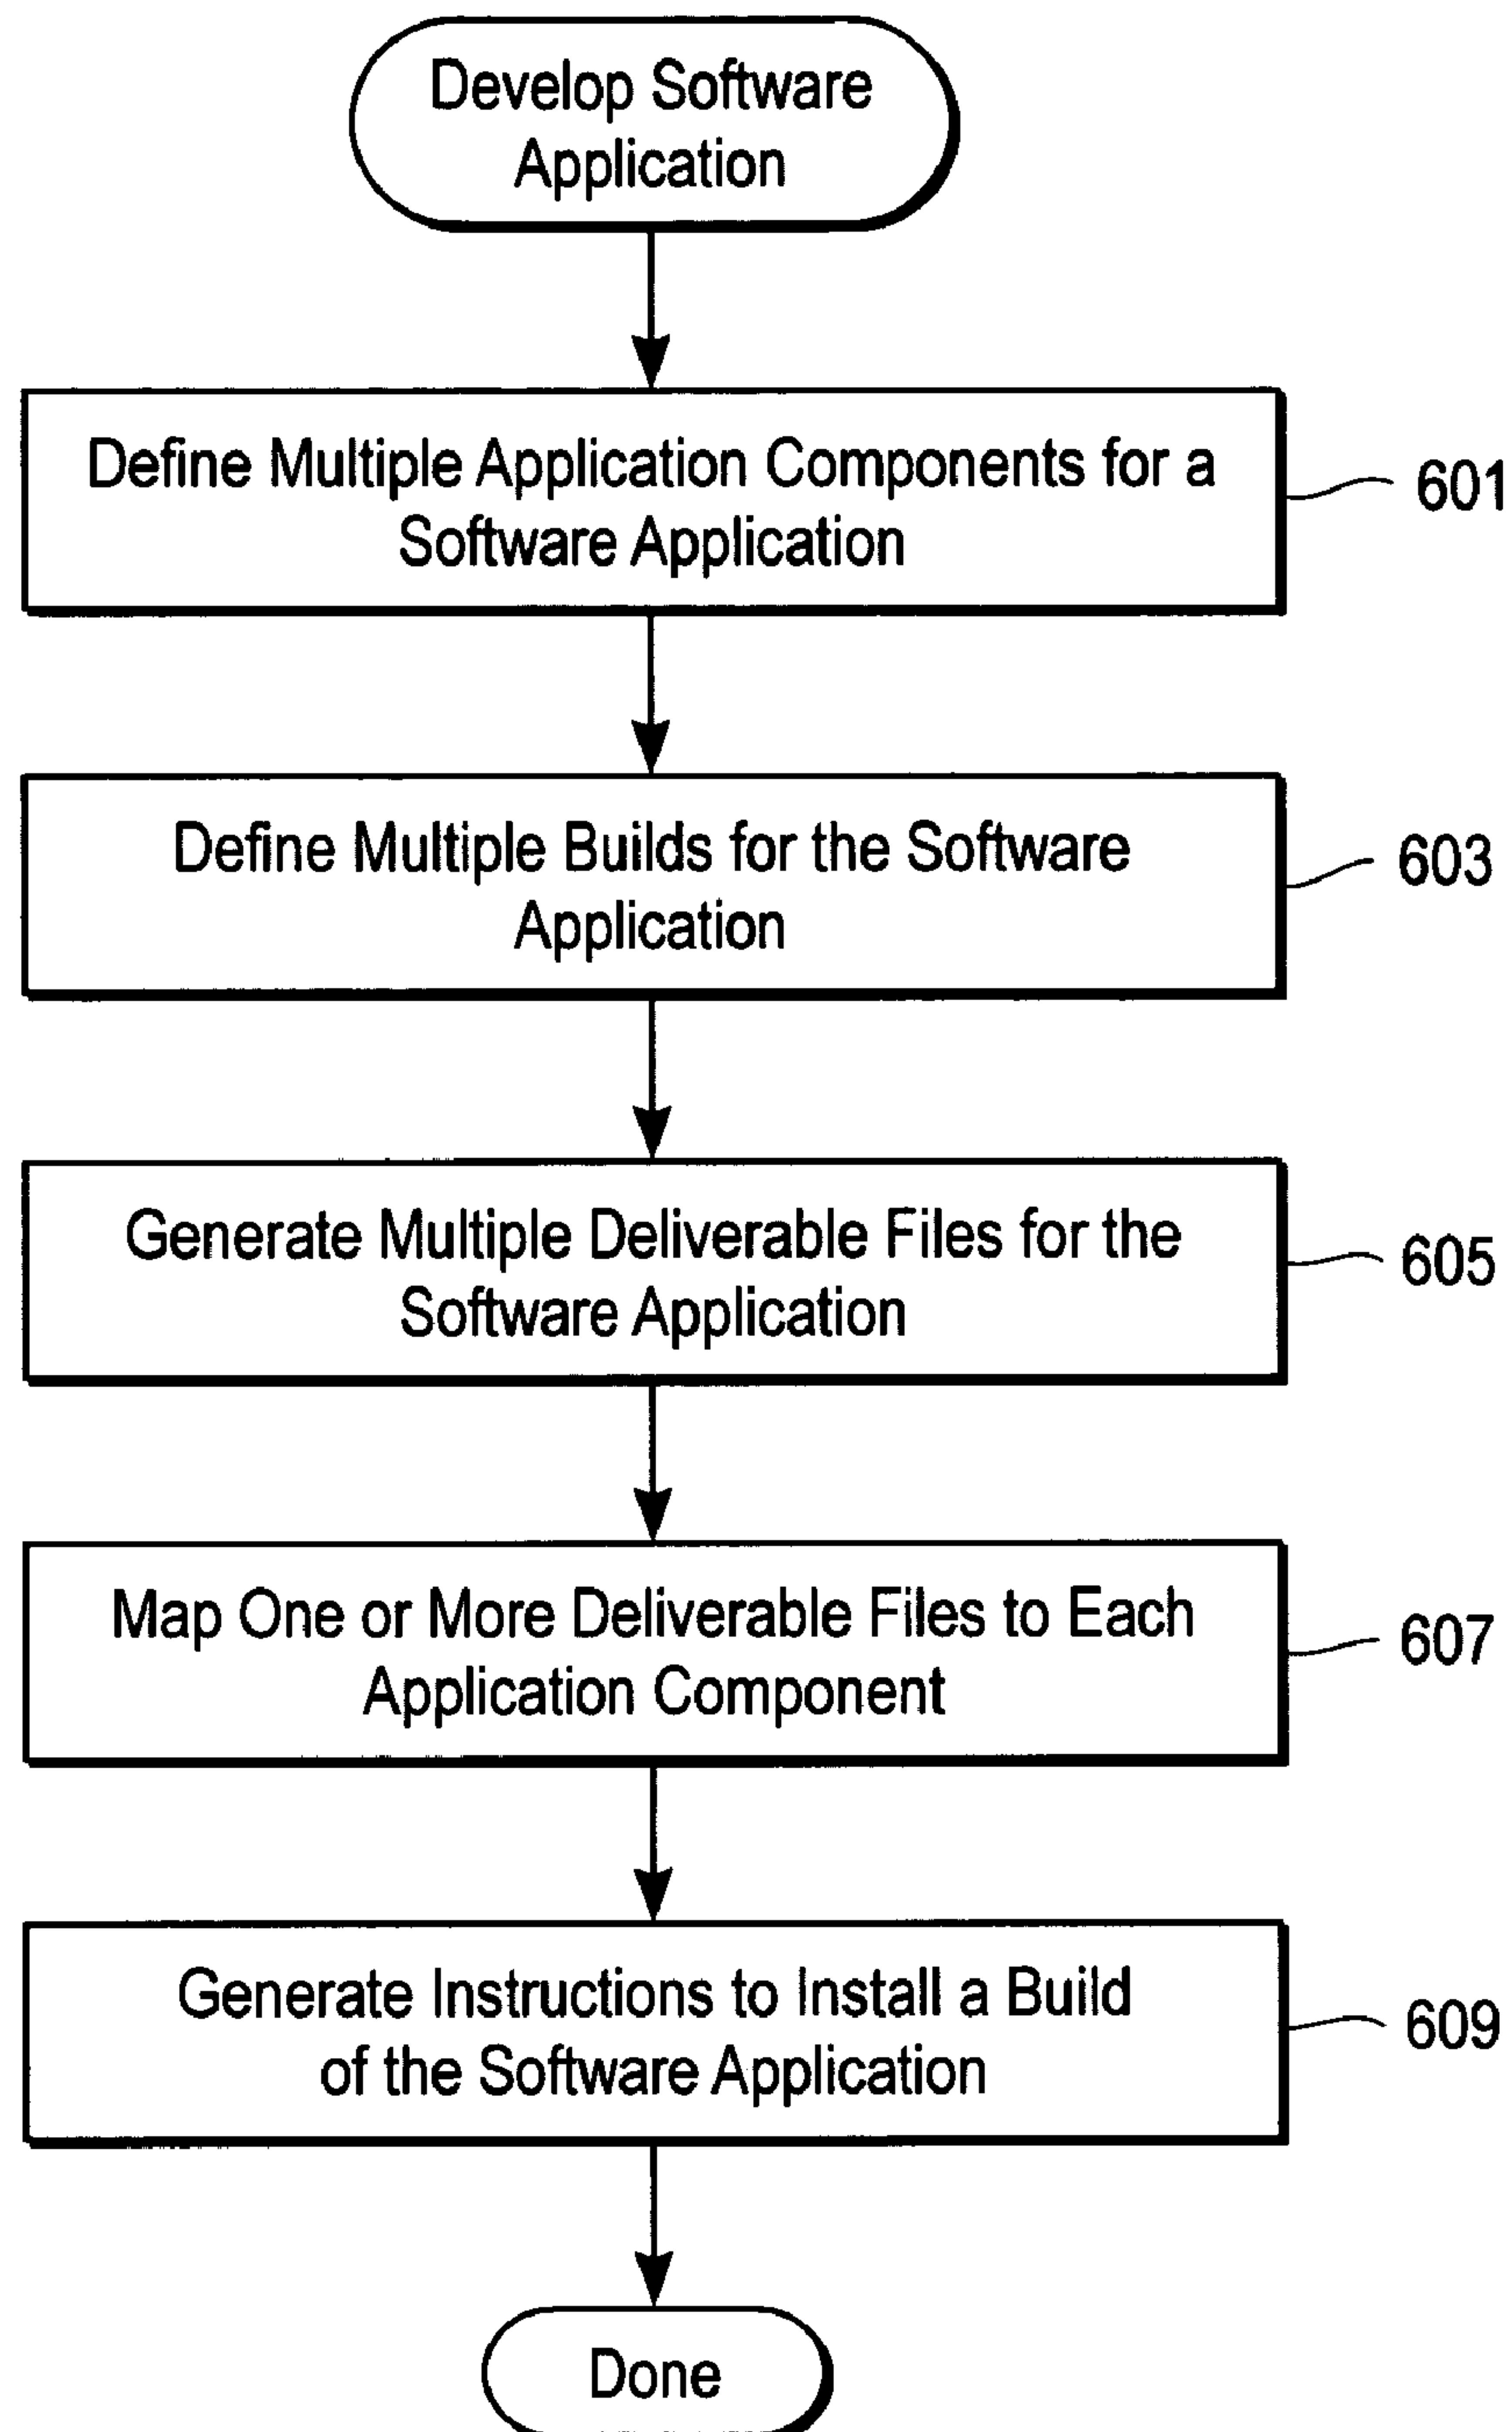 Develop Software
Application
Define Multiple Application Components for a
Software Application
601
Define Multiple Builds for the Software
Application
603
Generate Multiple Deliverable Files for the
Software Application
605
Map One or More Deliverable Files to Each
Application Component
607
Generate Instructions to Install a Build
of the Software Application
609
Done